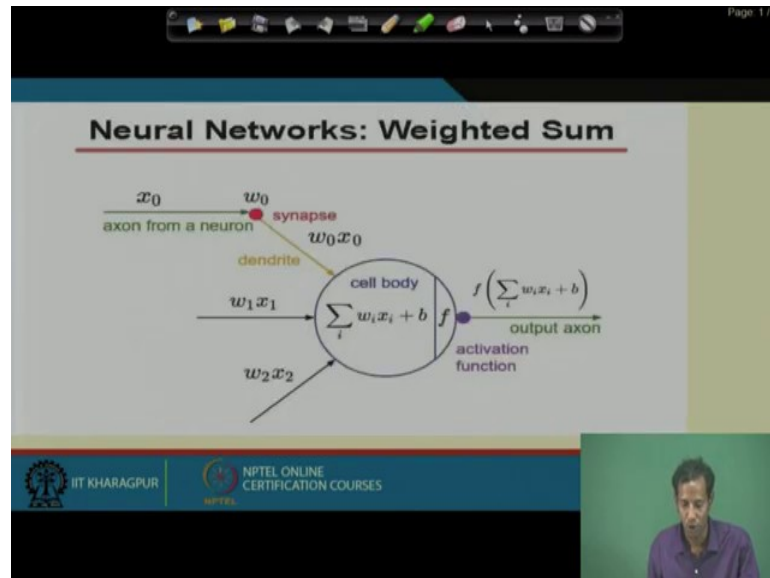 Page: 1 /
Neural Networks: Weighted Sum
x₀
w₀
axon from a neuron
synapse
w₀x₀
dendrite
cell body
w₁x₁
∑ᵢ wᵢxᵢ + b
f
f(∑ᵢ wᵢxᵢ + b)
output axon
activation
function
w₂x₂
IIT KHARAGPUR
NPTEL
NPTEL ONLINE
CERTIFICATION COURSES